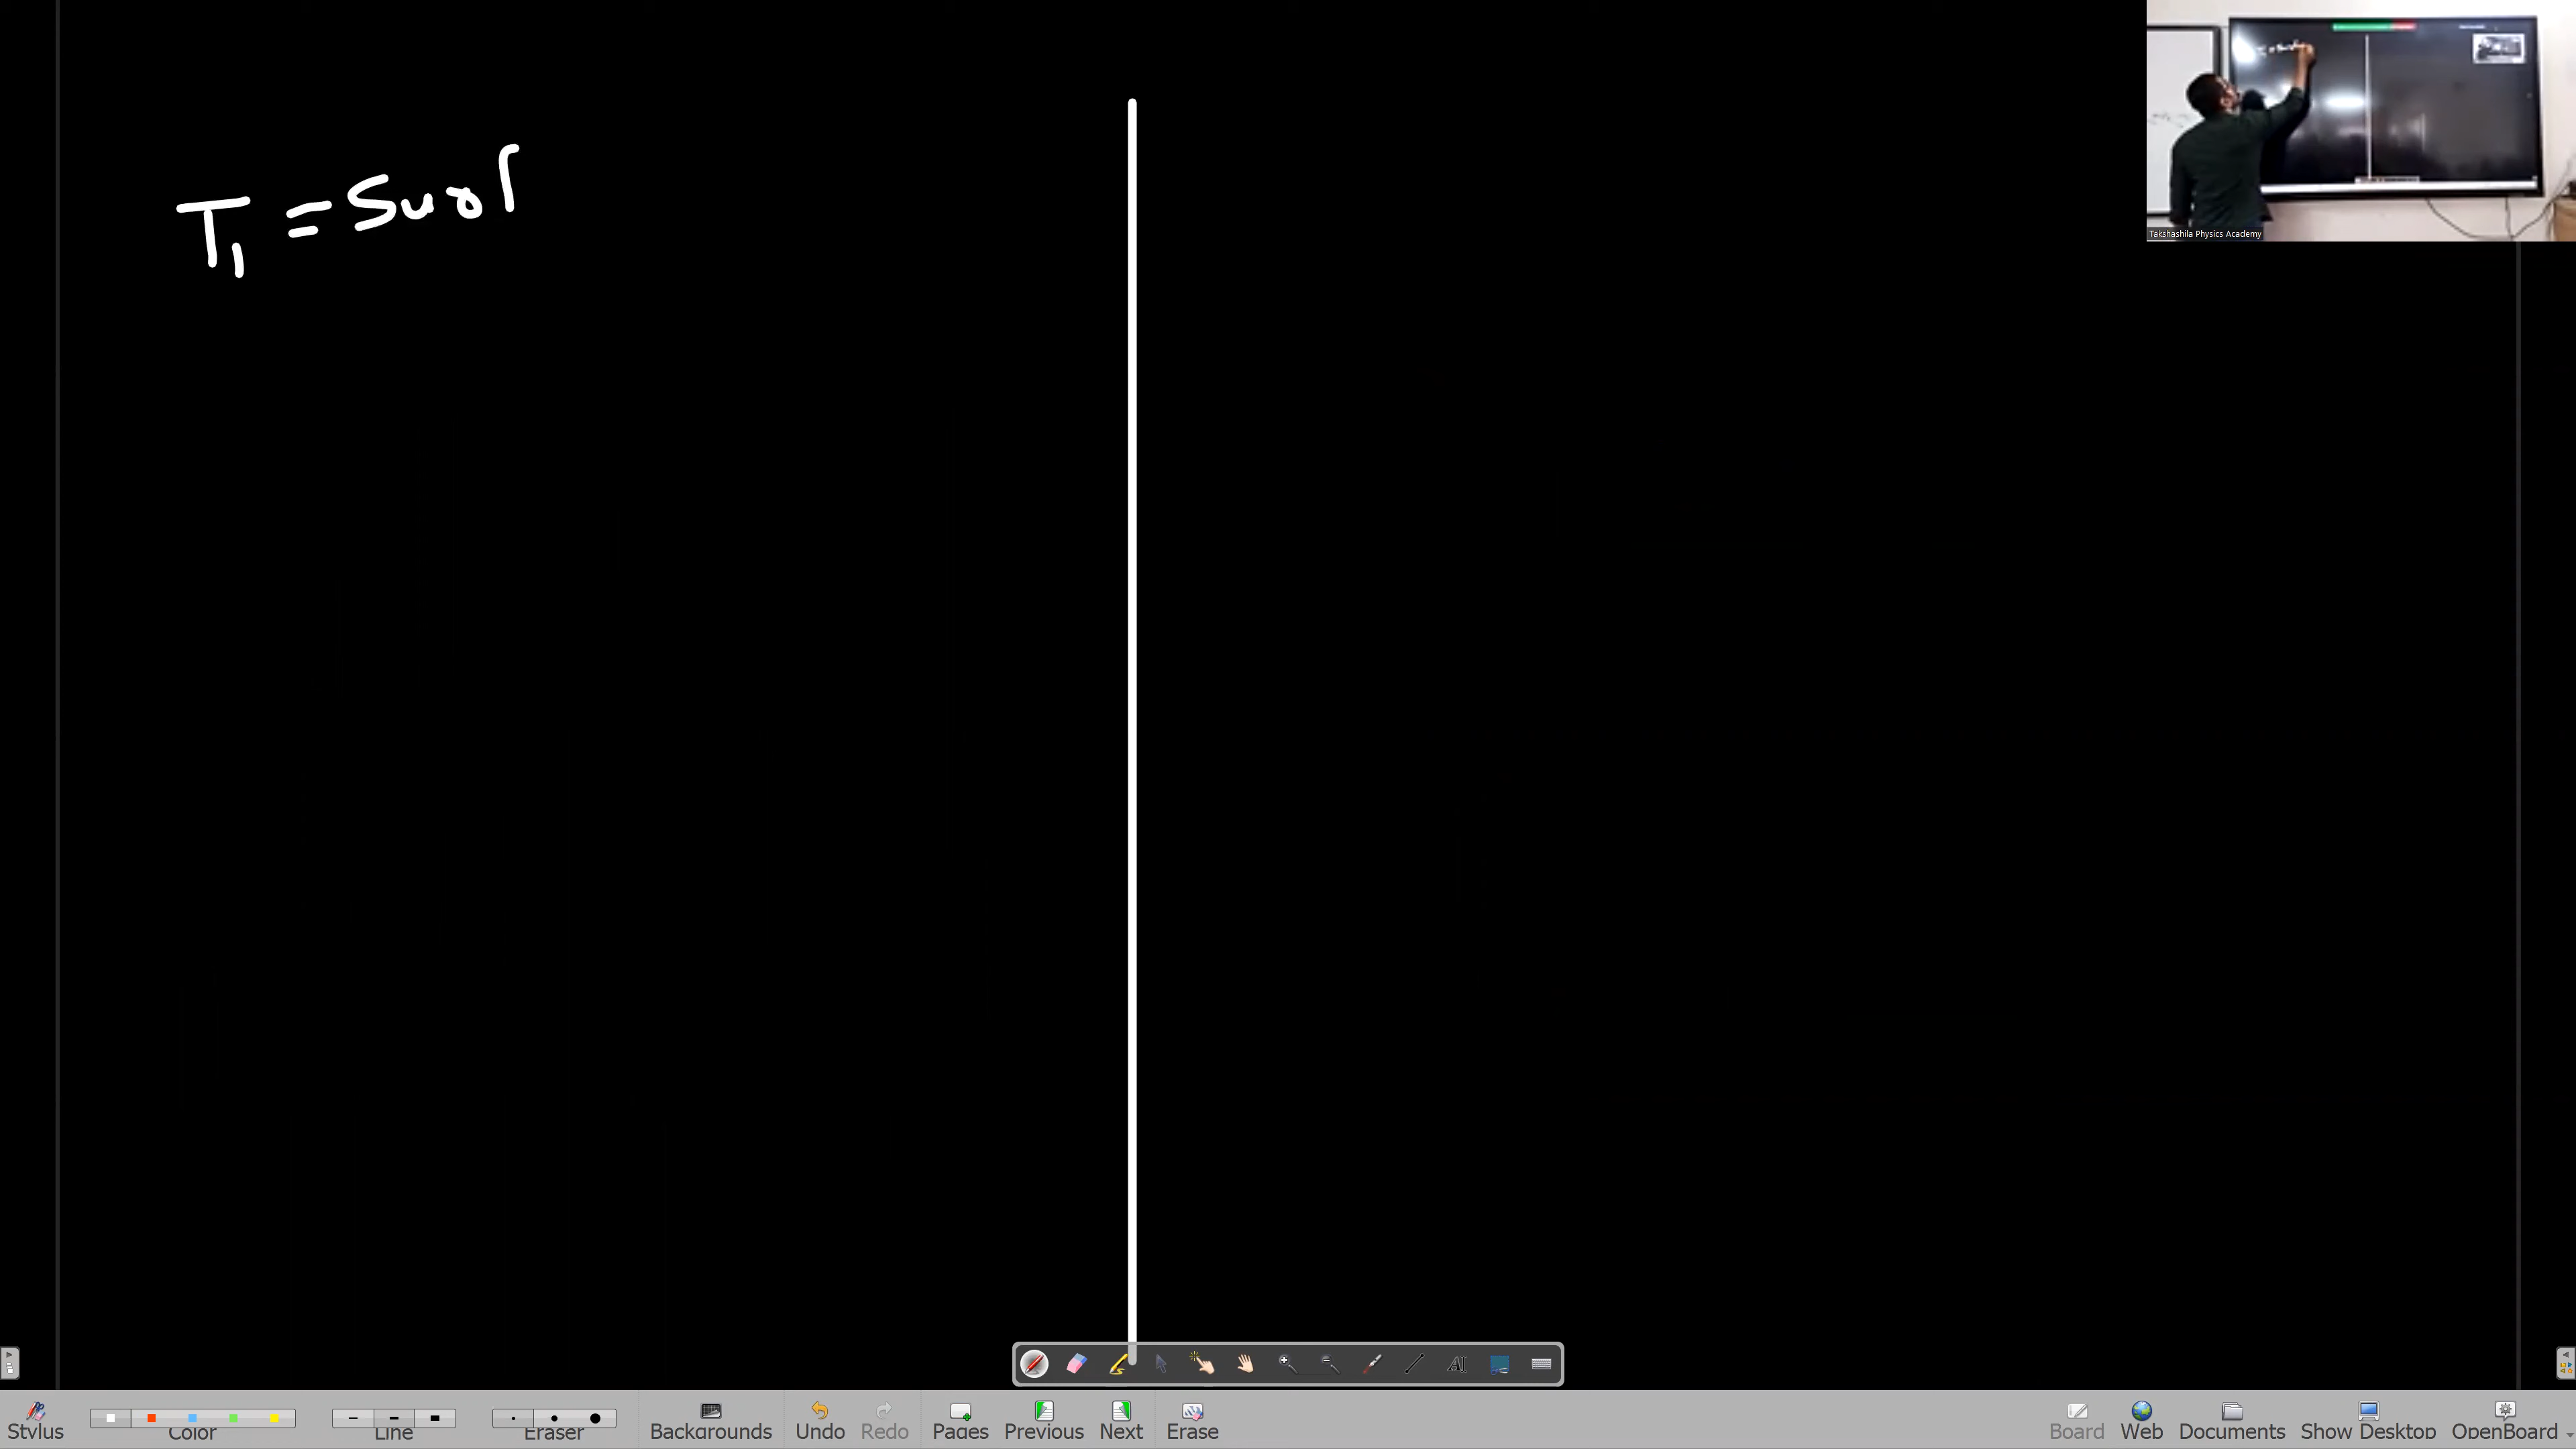 T₁ = Surf
Takshashila Physics Academy
Stylus
Color
Line
Eraser
Backgrounds
Undo
Redo
Pages
Previous
Next
Erase
Board
Web
Documents
Show Desktop
OpenBoard